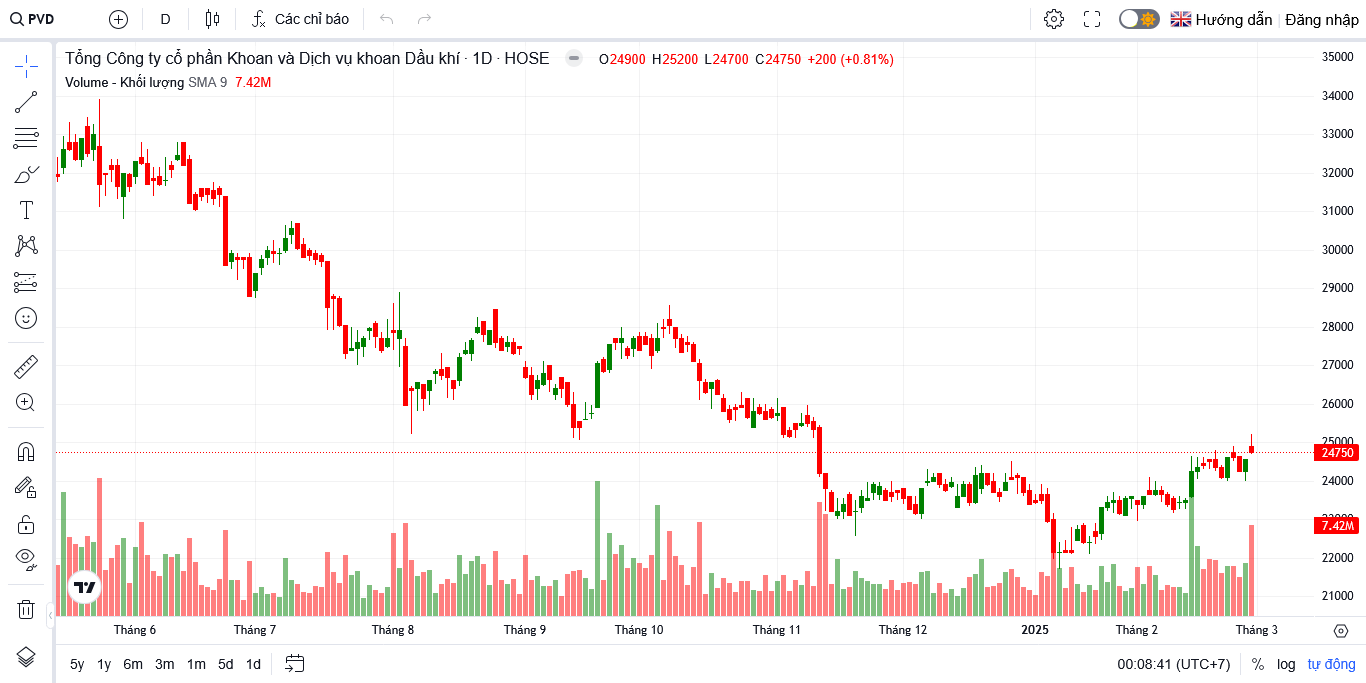 PVD D Các chỉ báo Hướng dẫn Đăng nhập
Tổng Công ty cổ phần Khoan và Dịch vụ khoan Dầu khí · 1D · HOSE O24900 H25200 L24700 C24750 +200 (+0.81%)
Volume - Khối lượng SMA 9 7.42M
35000
34000
33000
32000
31000
30000
29000
28000
27000
26000
25000
24750
24000
23000
7.42M
22000
21000
Tháng 6 Tháng 7 Tháng 8 Tháng 9 Tháng 10 Tháng 11 Tháng 12 2025 Tháng 2 Tháng 3
5y 1y 6m 3m 1m 5d 1d 00:08:41 (UTC+7) % log tự động